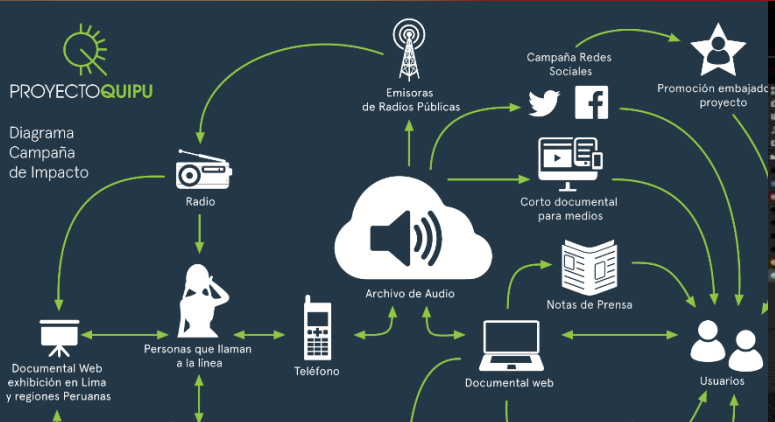 PROYECTOQUIPU
Diagrama
Campaña
de Impacto
Emisoras
de Radios Públicas
Campaña Redes
Sociales
Promoción
proyecto
Radio
Corto documental
para medios
Archivo de Audio
Notas de Prensa
Personas que llaman
a la línea
Teléfono
Documental web
Usuarios
Documental Web
exhibición en Lima
y regiones Peruanas